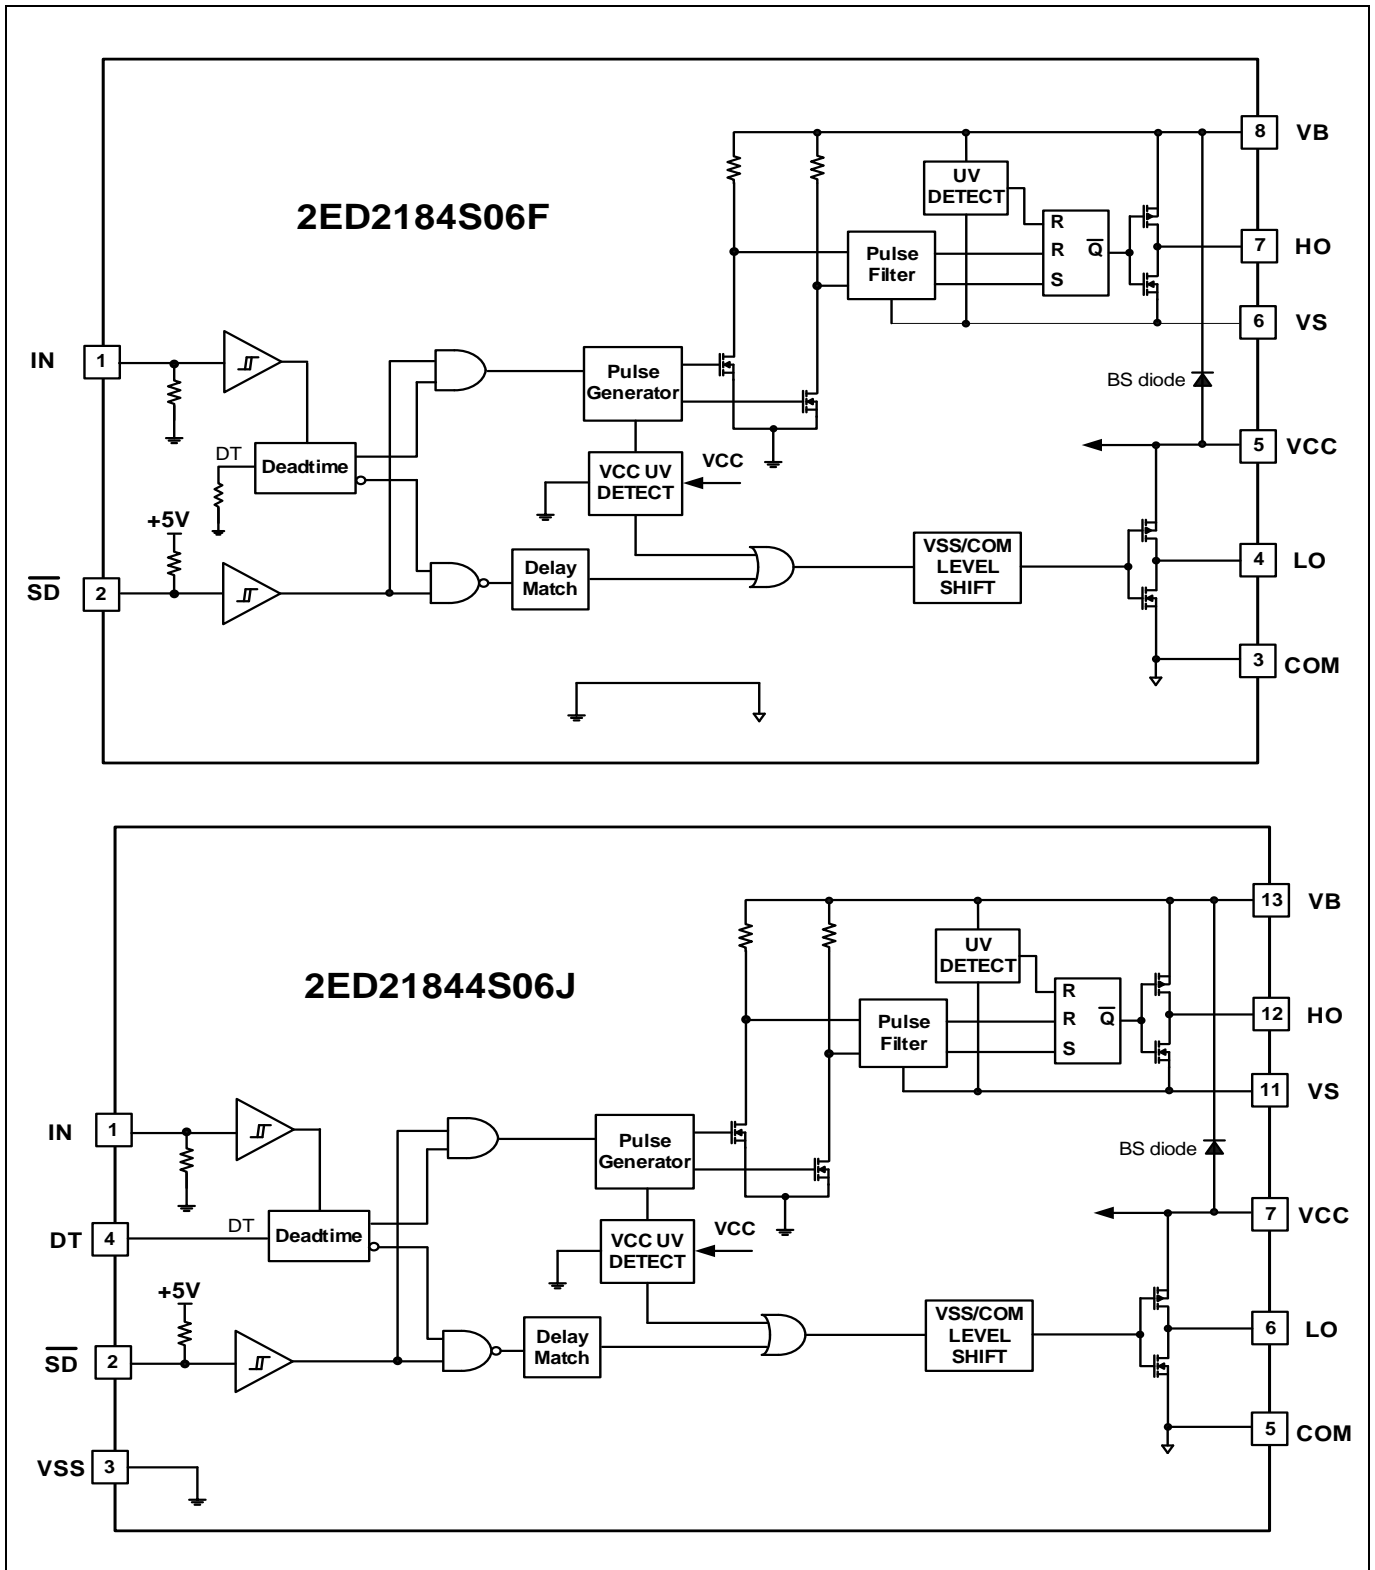 2ED2184S06F
8
VB
UV
DETECT
R
R
S
Q
Pulse
Filter
7
HO
6
VS
IN
1
Pulse
Generator
BS diode
DT
Deadtime
VCC UV
DETECT
VCC
5
VCC
+5V
SD
2
Delay
Match
VSS/COM
LEVEL
SHIFT
4
LO
3
COM
2ED21844S06J
13
VB
UV
DETECT
R
R
S
Q
Pulse
Filter
12
HO
11
VS
IN
1
Pulse
Generator
BS diode
DT
4
DT
Deadtime
VCC UV
DETECT
VCC
7
VCC
+5V
SD
2
Delay
Match
VSS/COM
LEVEL
SHIFT
6
LO
5
COM
VSS
3